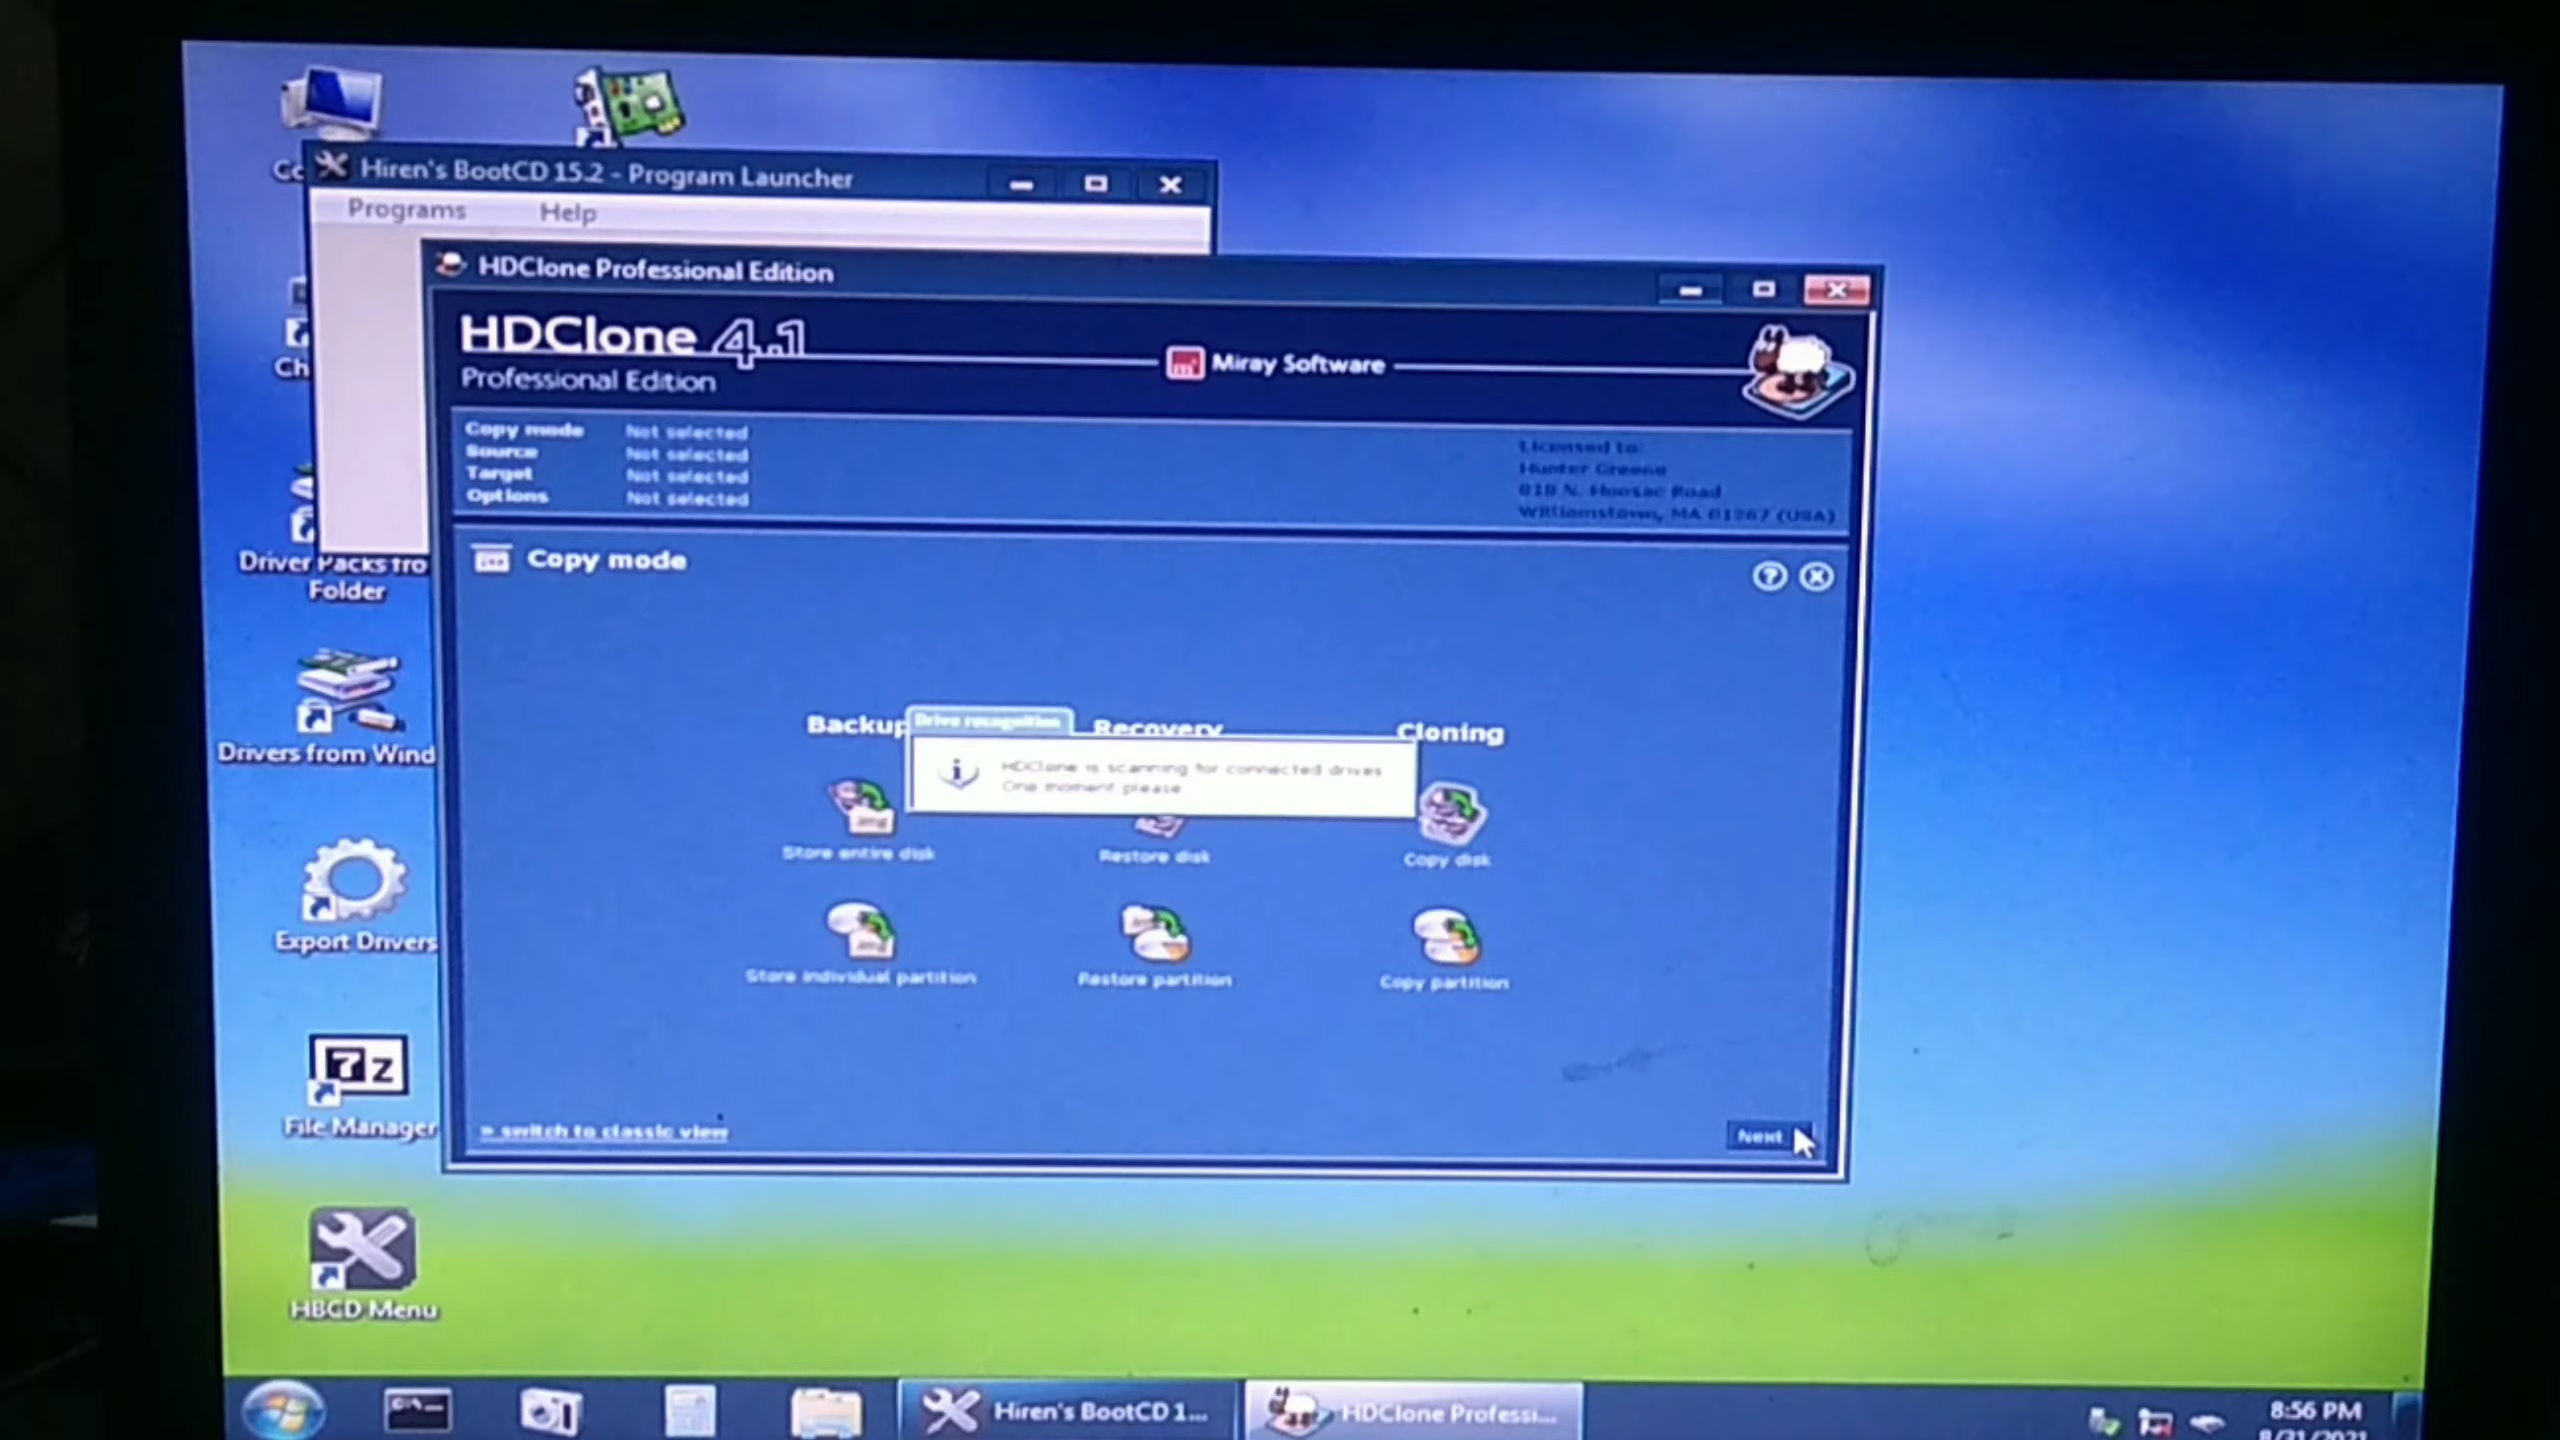 Hiren's BootCD 15.2 - Program Launcher
Programs Help
HDClone Professional Edition
HDClone 4.1
Professional Edition
Miray Software
Copy mode Not selected
Source Not selected
Target Not selected
Options Not selected
Licensed to:
Hunter Greene
819 N. Hoosac Road
Williamstown, MA 01267 (USA)
Copy mode
Backup
Drive recognition
Recovery
Cloning
HDClone is scanning for connected drives
One moment please
Store entire disk
Restore disk
Copy disk
Store individual partition
Restore partition
Copy partition
» switch to classic view
Next
Co
Ch
Driver Packs fro
Folder
Drivers from Wind
Export Drivers
7z
File Manager
HBCD Menu
Hiren's BootCD 1...
HDClone Professi...
8:56 PM
8/31/2021